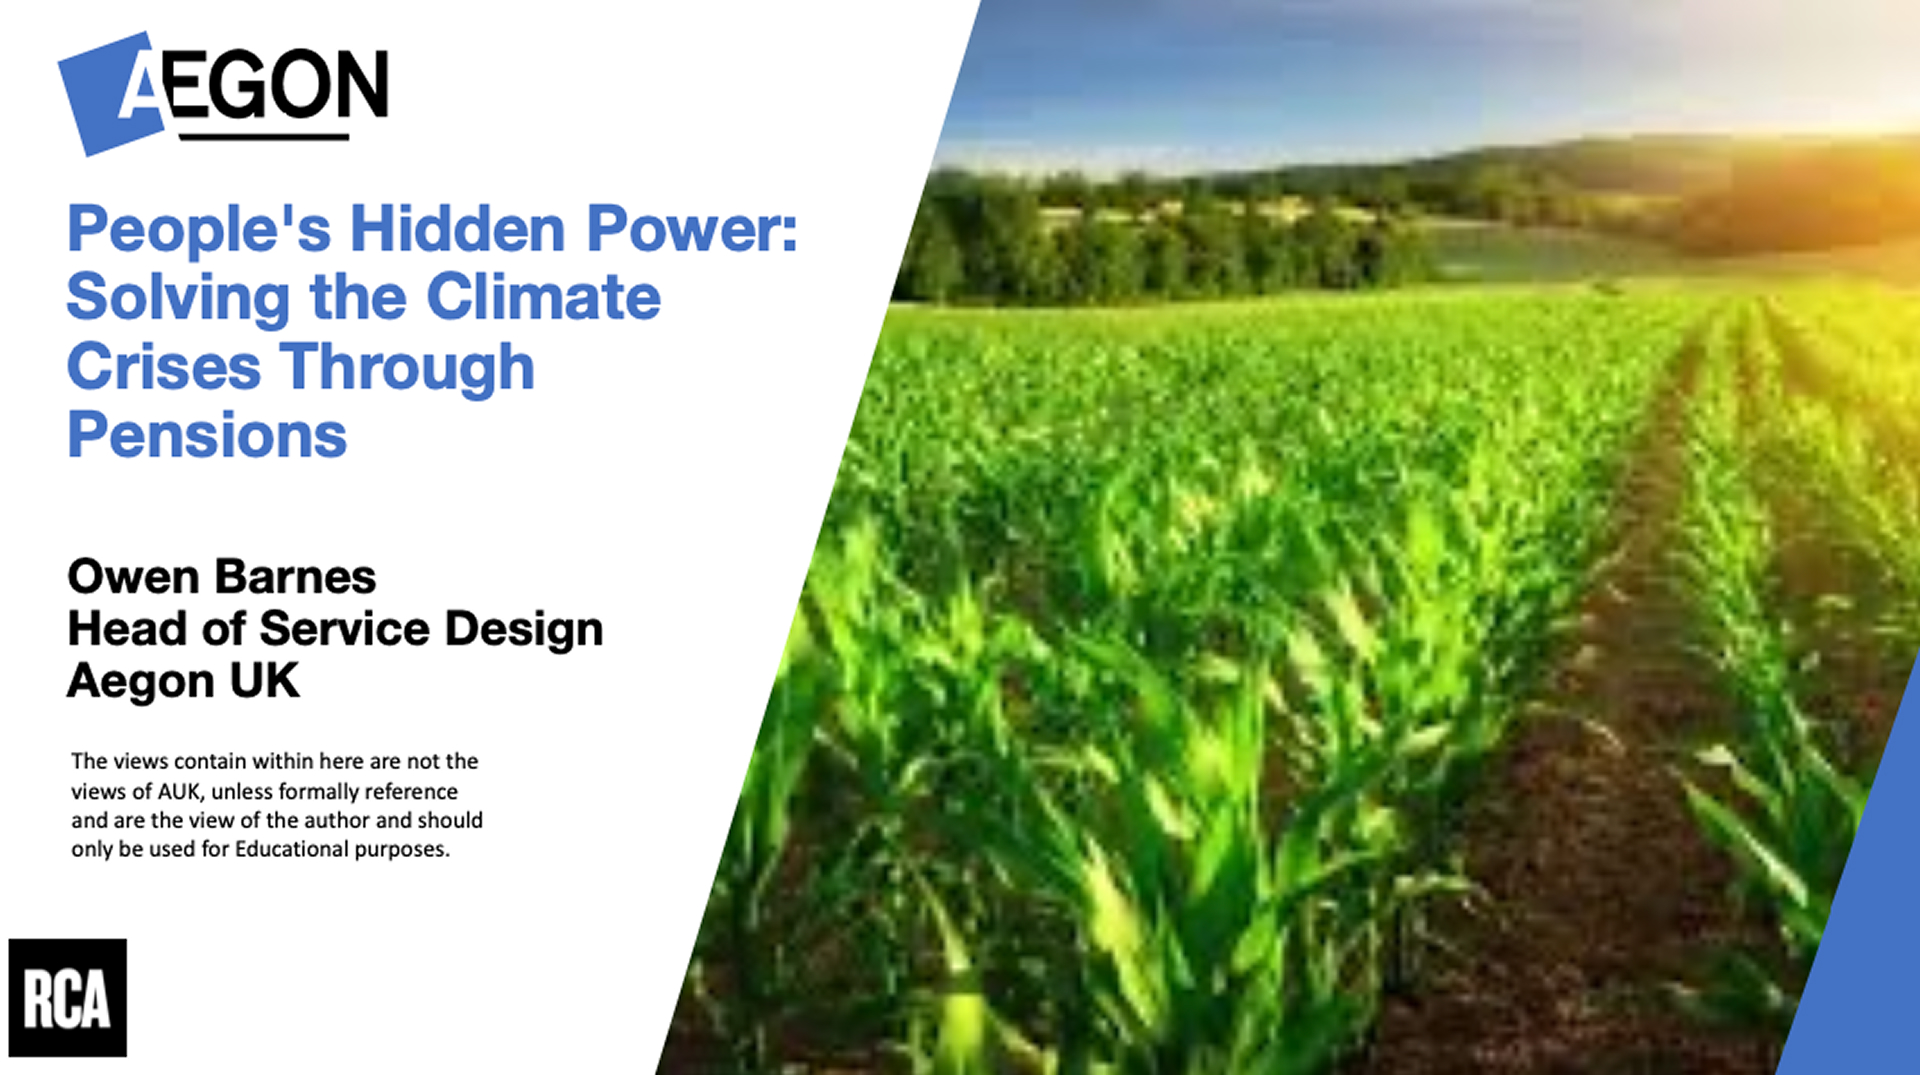 AEGON
People's Hidden Power:
Solving the Climate
Crises Through
Pensions
Owen Barnes
Head of Service Design
Aegon UK
The views contain within here are not the
views of AUK, unless formally reference
and are the view of the author and should
only be used for Educational purposes.
RCA